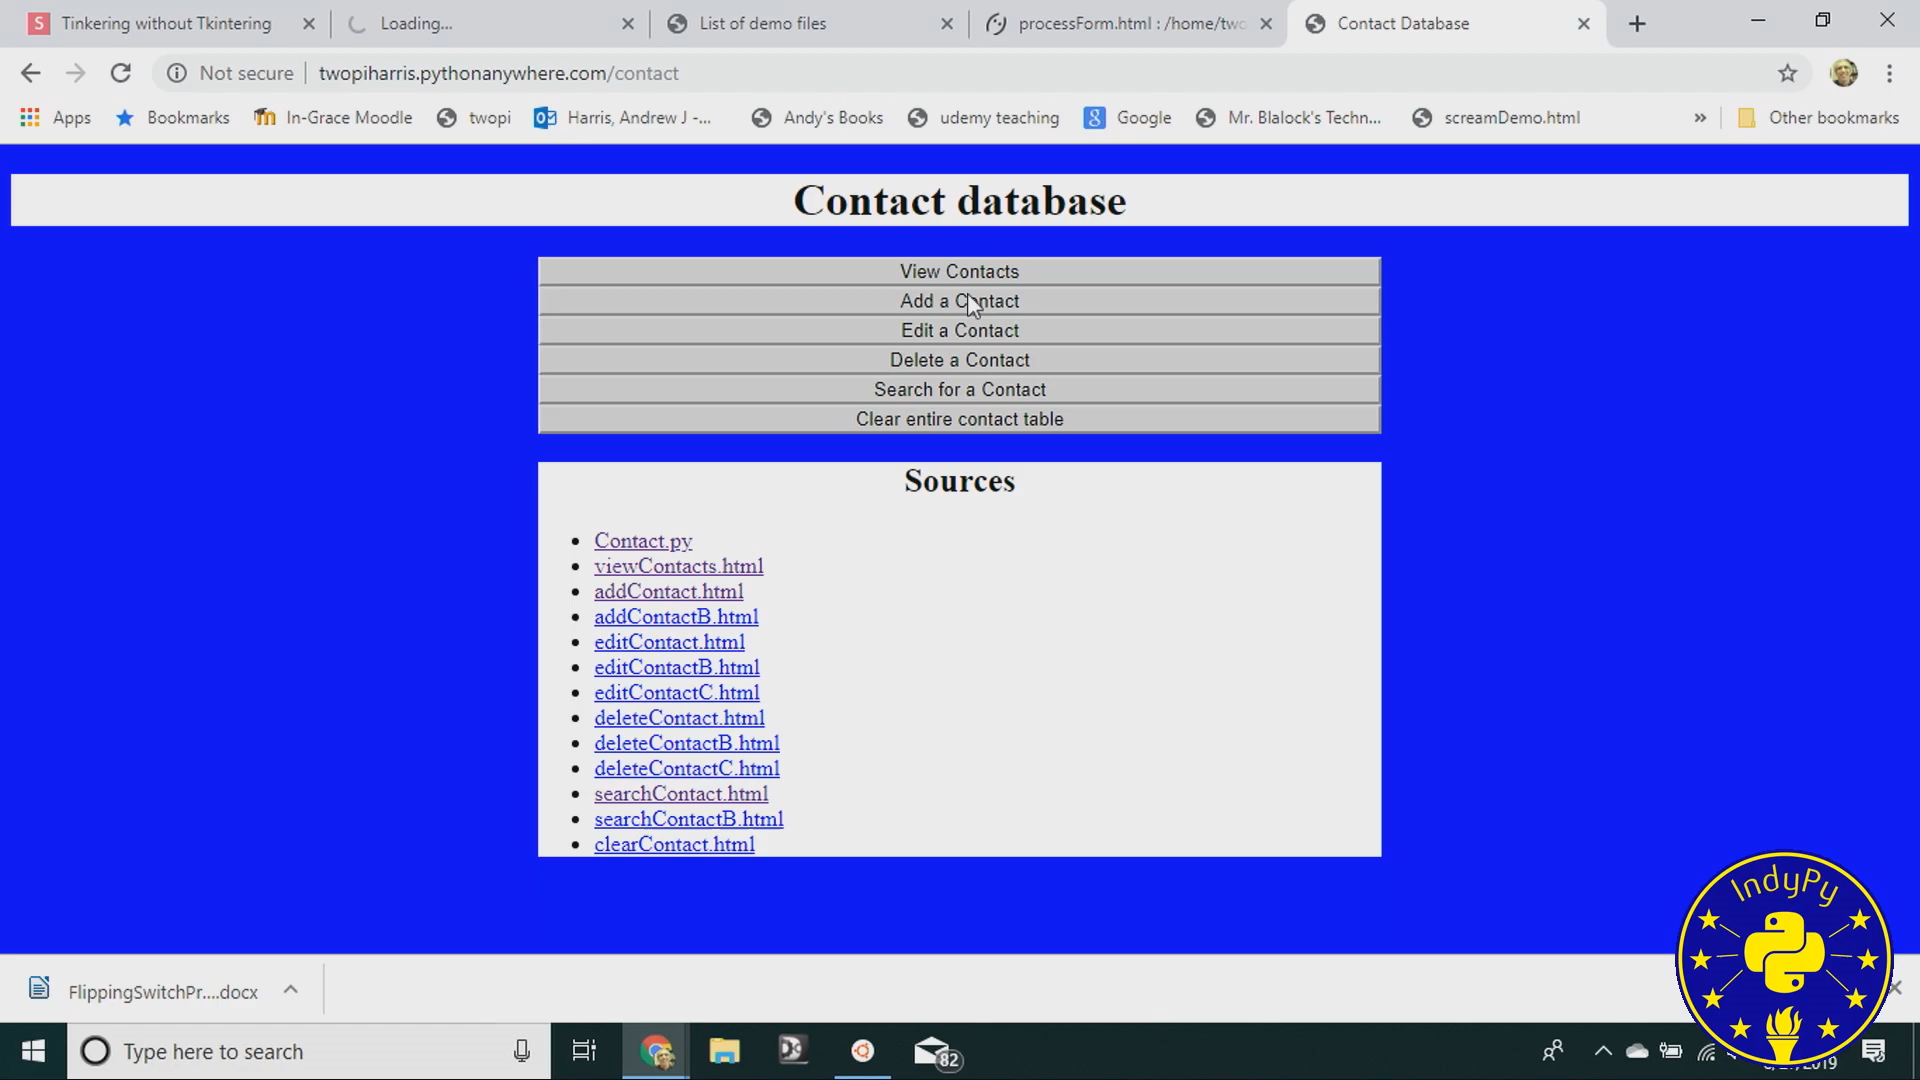 Tinkering without Tkintering
Loading...
List of demo files
processForm.html : /home/two
Contact Database
Not secure
twopiharris.pythonanywhere.com/contact
Apps
Bookmarks
In-Grace Moodle
twopi
Harris, Andrew J -...
Andy's Books
udemy teaching
Google
Mr. Blalock's Techn...
screamDemo.html
»
Other bookmarks
Contact database
View Contacts
Add a Contact
Edit a Contact
Delete a Contact
Search for a Contact
Clear entire contact table
Sources
Contact.py
viewContacts.html
addContact.html
addContactB.html
editContact.html
editContactB.html
editContactC.html
deleteContact.html
deleteContactB.html
deleteContactC.html
searchContact.html
searchContactB.html
clearContact.html
IndyPy
FlippingSwitchPr....docx
Type here to search
82